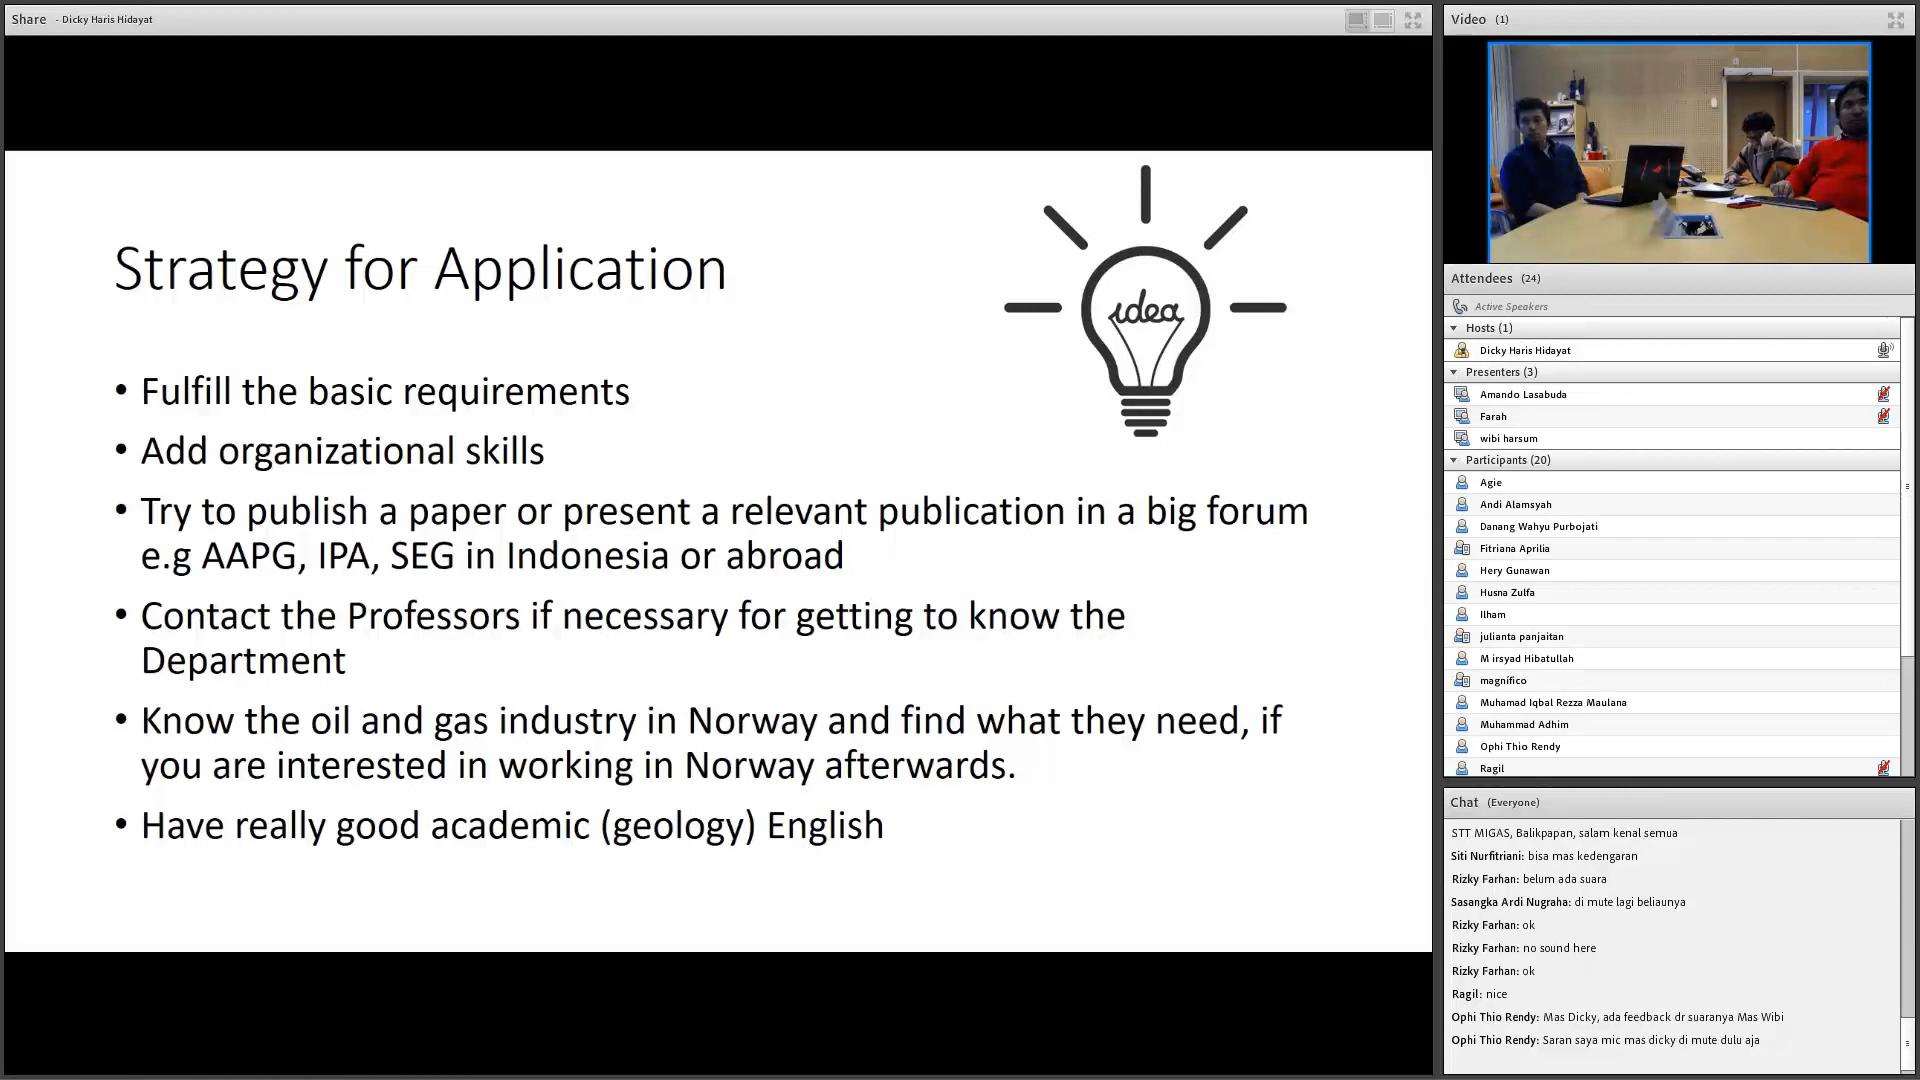 Share - Dicky Haris Hidayat
Strategy for Application
idea
• Fulfill the basic requirements
• Add organizational skills
• Try to publish a paper or present a relevant publication in a big forum
e.g AAPG, IPA, SEG in Indonesia or abroad
• Contact the Professors if necessary for getting to know the
Department
• Know the oil and gas industry in Norway and find what they need, if
you are interested in working in Norway afterwards.
• Have really good academic (geology) English
Video (1)
Attendees (24)
Active Speakers
Hosts (1)
Dicky Haris Hidayat
Presenters (3)
Amando Lasabuda
Farah
wibi harsum
Participants (20)
Agie
Andi Alamsyah
Danang Wahyu Purbojati
Fitriana Aprilia
Hery Gunawan
Husna Zulfa
Ilham
julianta panjaitan
M irsyad Hibatullah
magnífico
Muhamad Iqbal Rezza Maulana
Muhammad Adhim
Ophi Thio Rendy
Ragil
Chat (Everyone)
STT MIGAS, Balikpapan, salam kenal semua
Siti Nurfitriani: bisa mas kedengaran
Rizky Farhan: belum ada suara
Sasangka Ardi Nugraha: di mute lagi beliaunya
Rizky Farhan: ok
Rizky Farhan: no sound here
Rizky Farhan: ok
Ragil: nice
Ophi Thio Rendy: Mas Dicky, ada feedback dr suaranya Mas Wibi
Ophi Thio Rendy: Saran saya mic mas dicky di mute dulu aja